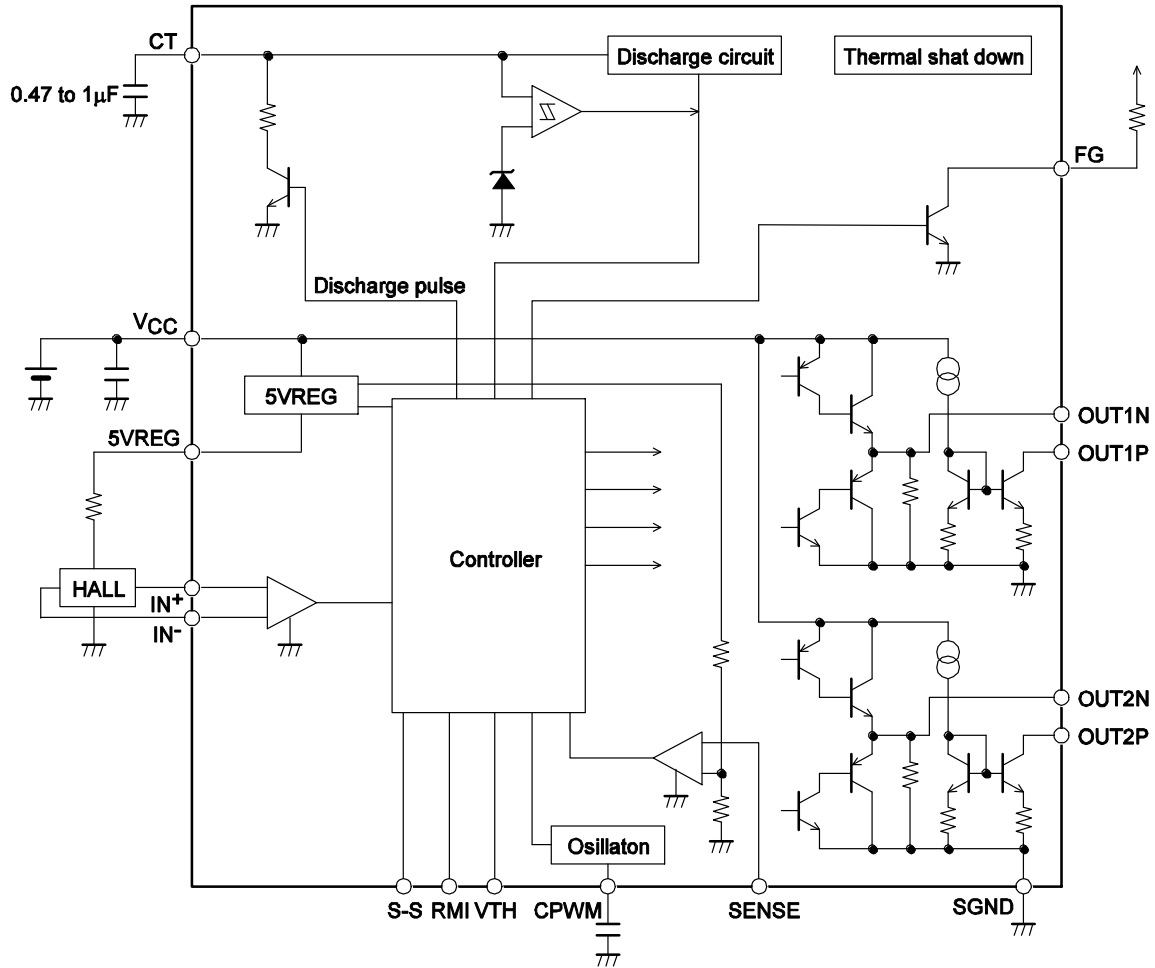 CT
Discharge circuit
Thermal shat down
0.47 to 1μF
FG
Discharge pulse
VCC
5VREG
5VREG
OUT1N
OUT1P
Controller
HALL
IN+
IN-
OUT2N
OUT2P
Osillaton
S-S RMI VTH CPWM SENSE SGND